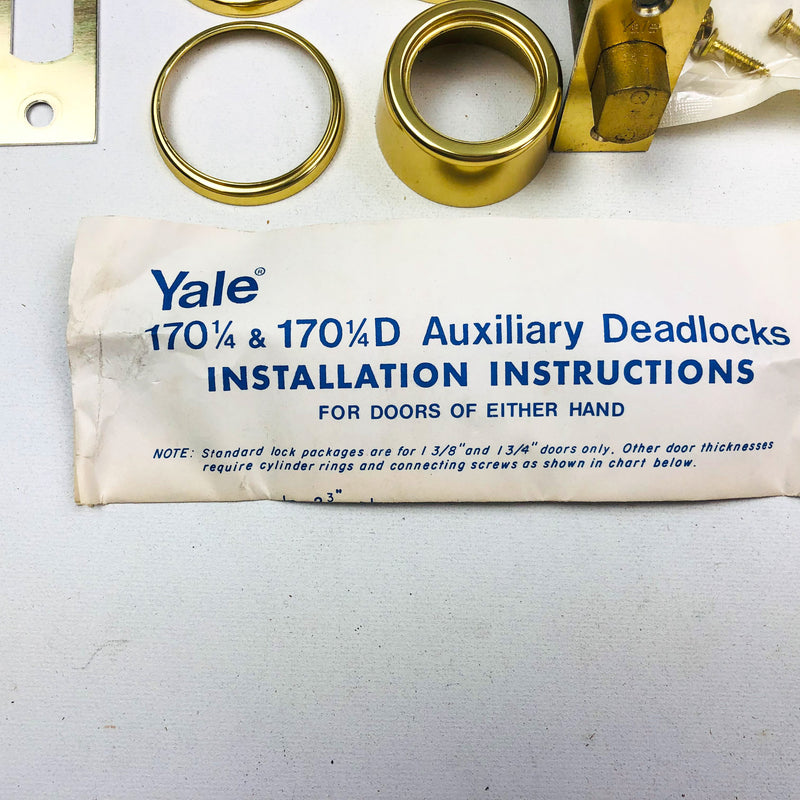 Yale®
170¼ & 170¼D Auxiliary Deadlocks
INSTALLATION INSTRUCTIONS
FOR DOORS OF EITHER HAND
NOTE: Standard lock packages are for 1 3/8" and 1 3/4" doors only. Other door thicknesses
require cylinder rings and connecting screws as shown in chart below.